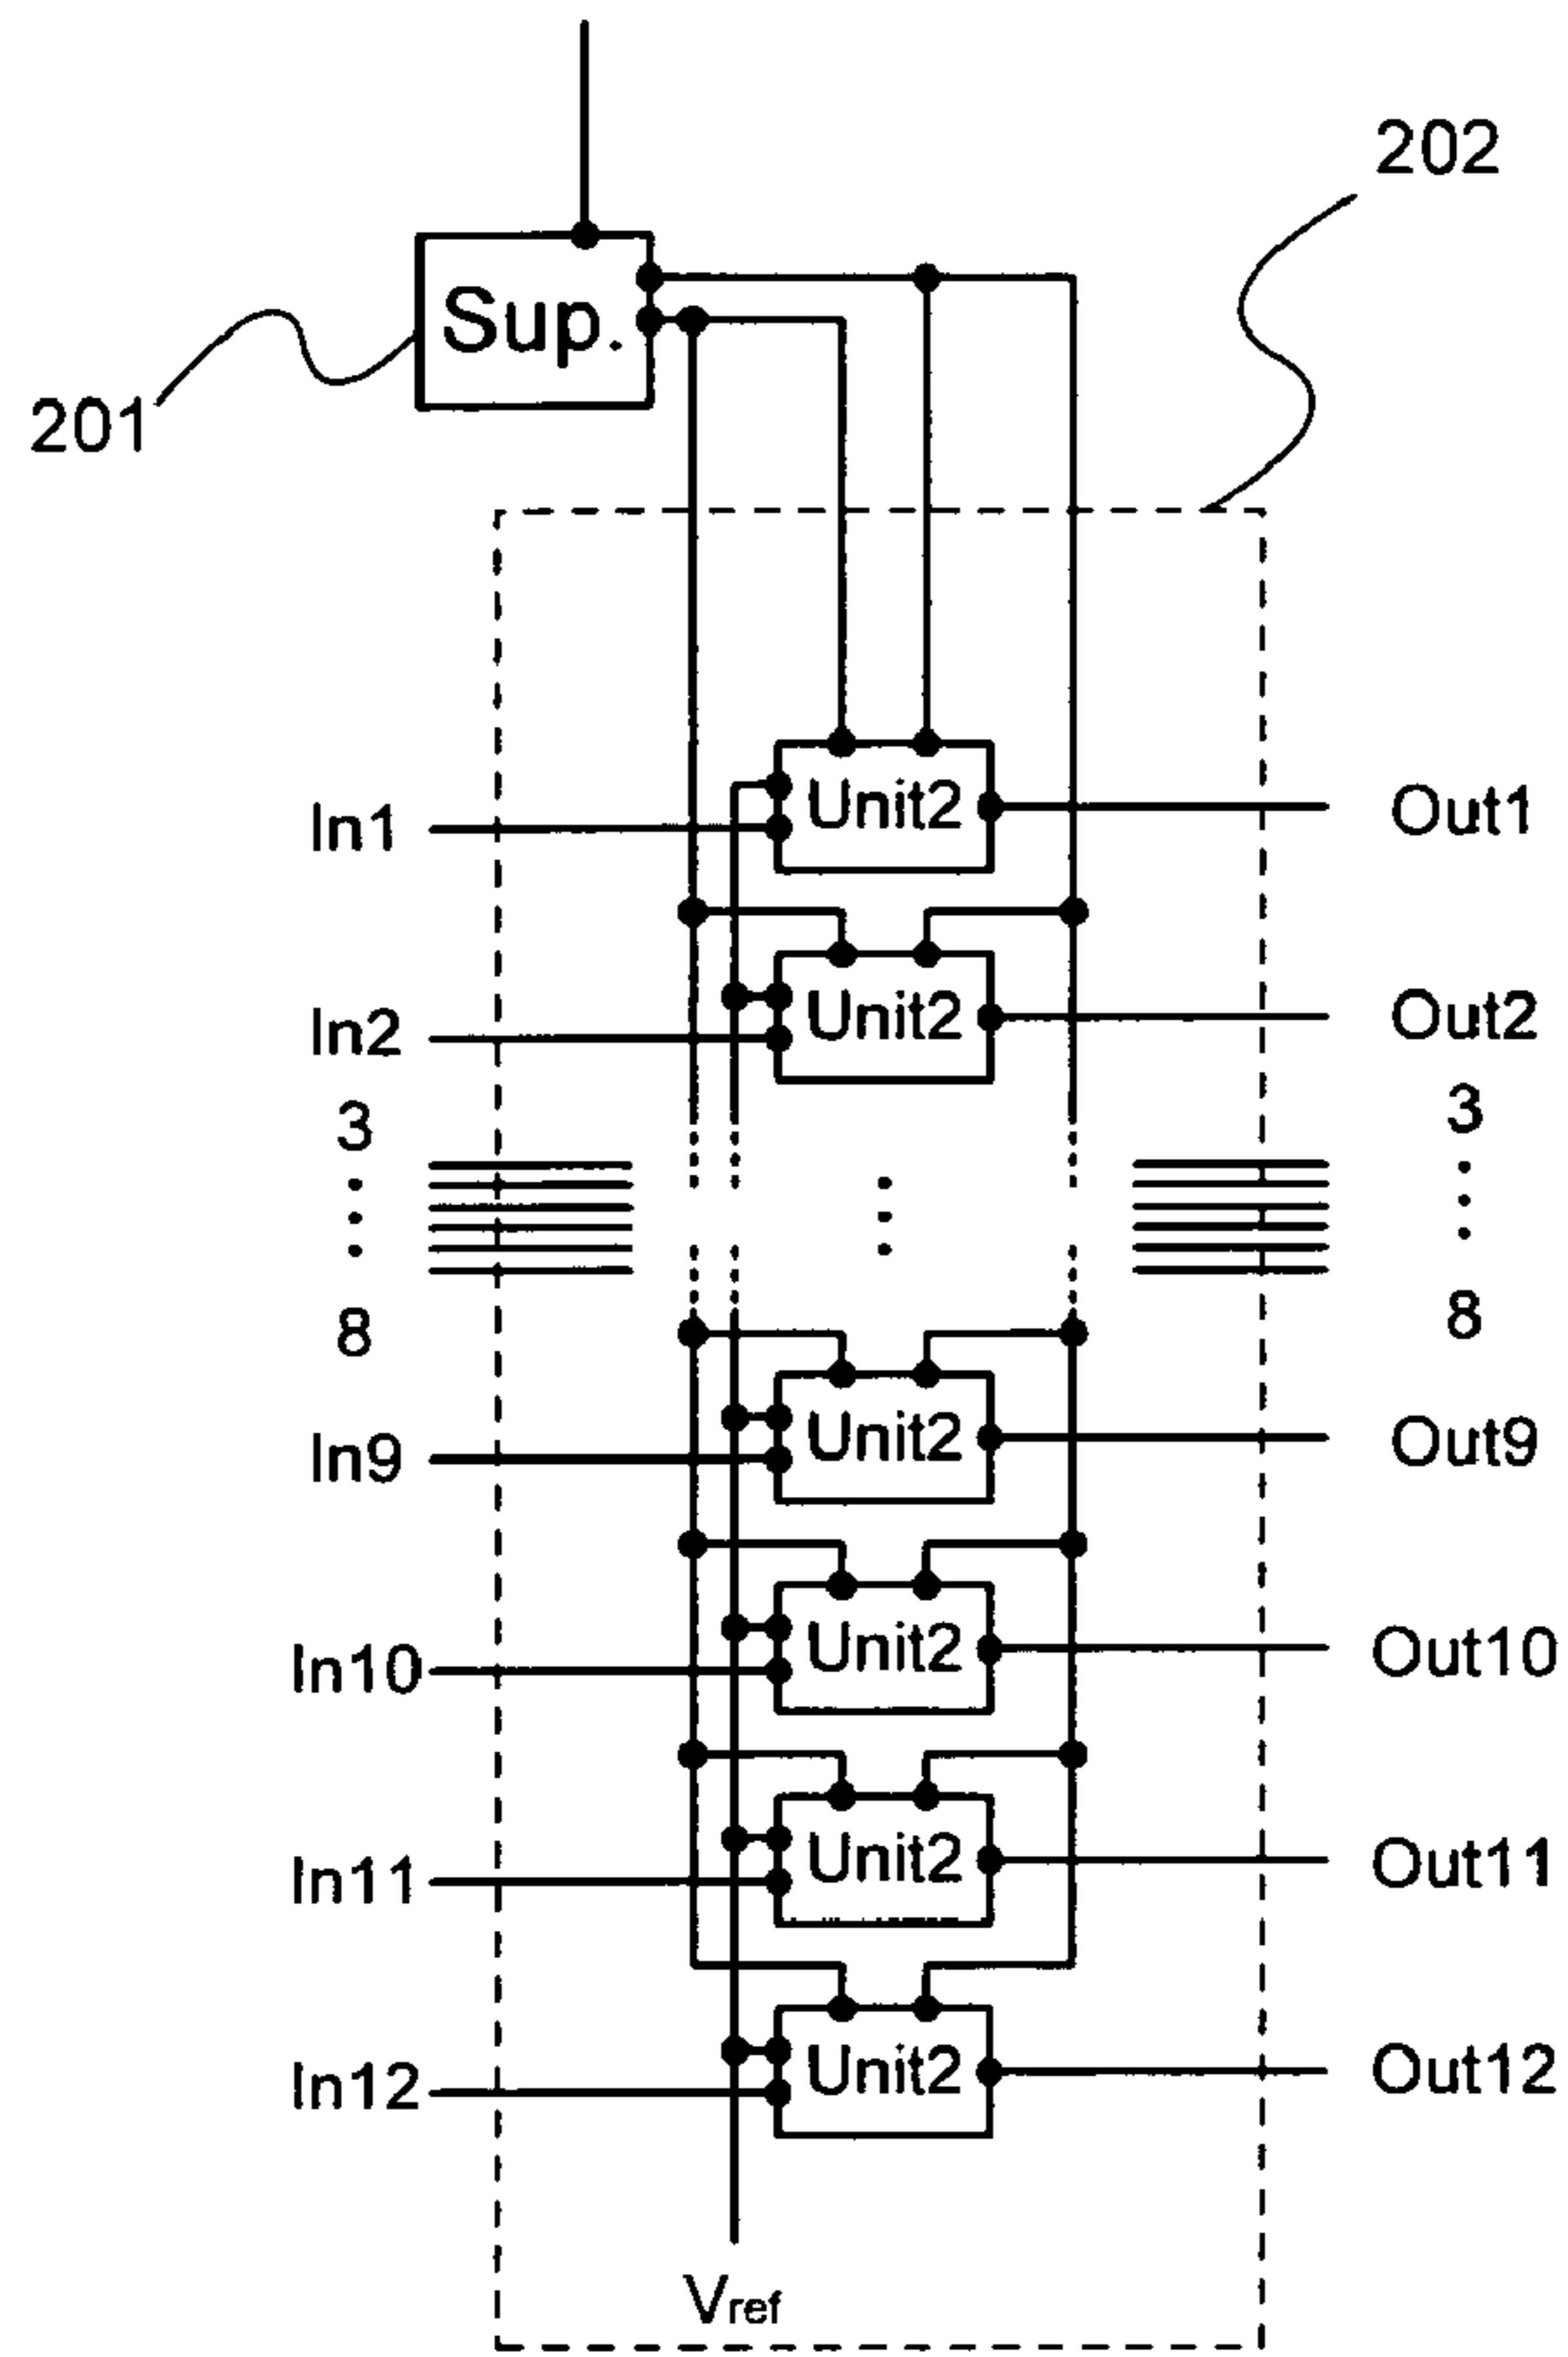 202
Sup.
201
In1 Unit2 Out1
In2 Unit2 Out2
3 3
8 8
In9 Unit2 Out9
In10 Unit2 Out10
In11 Unit2 Out11
In12 Unit2 Out12
Vref